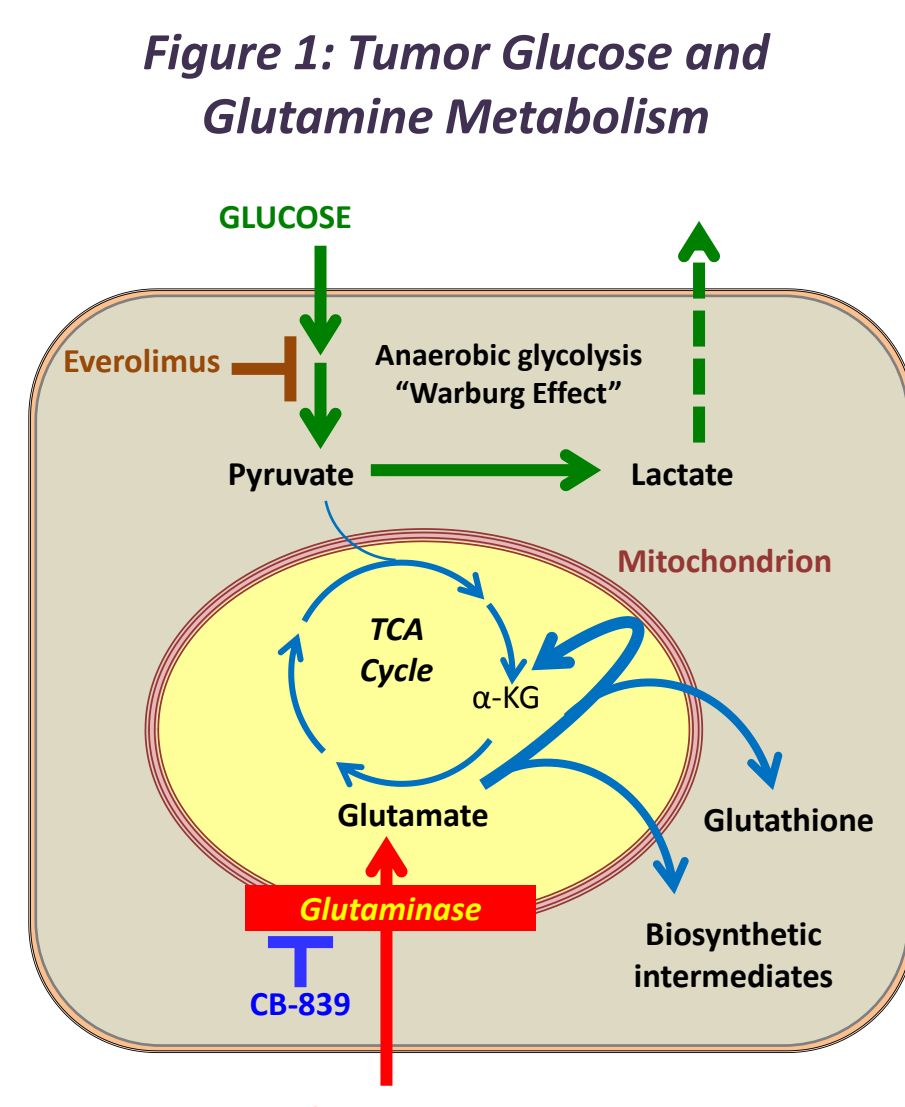 Figure 1: Tumor Glucose and
Glutamine Metabolism
GLUCOSE
Everolimus
Anaerobic glycolysis
“Warburg Effect”
Pyruvate
Lactate
Mitochondrion
TCA
Cycle
α-KG
Glutamate
Glutathione
Glutaminase
Biosynthetic
intermediates
CB-839